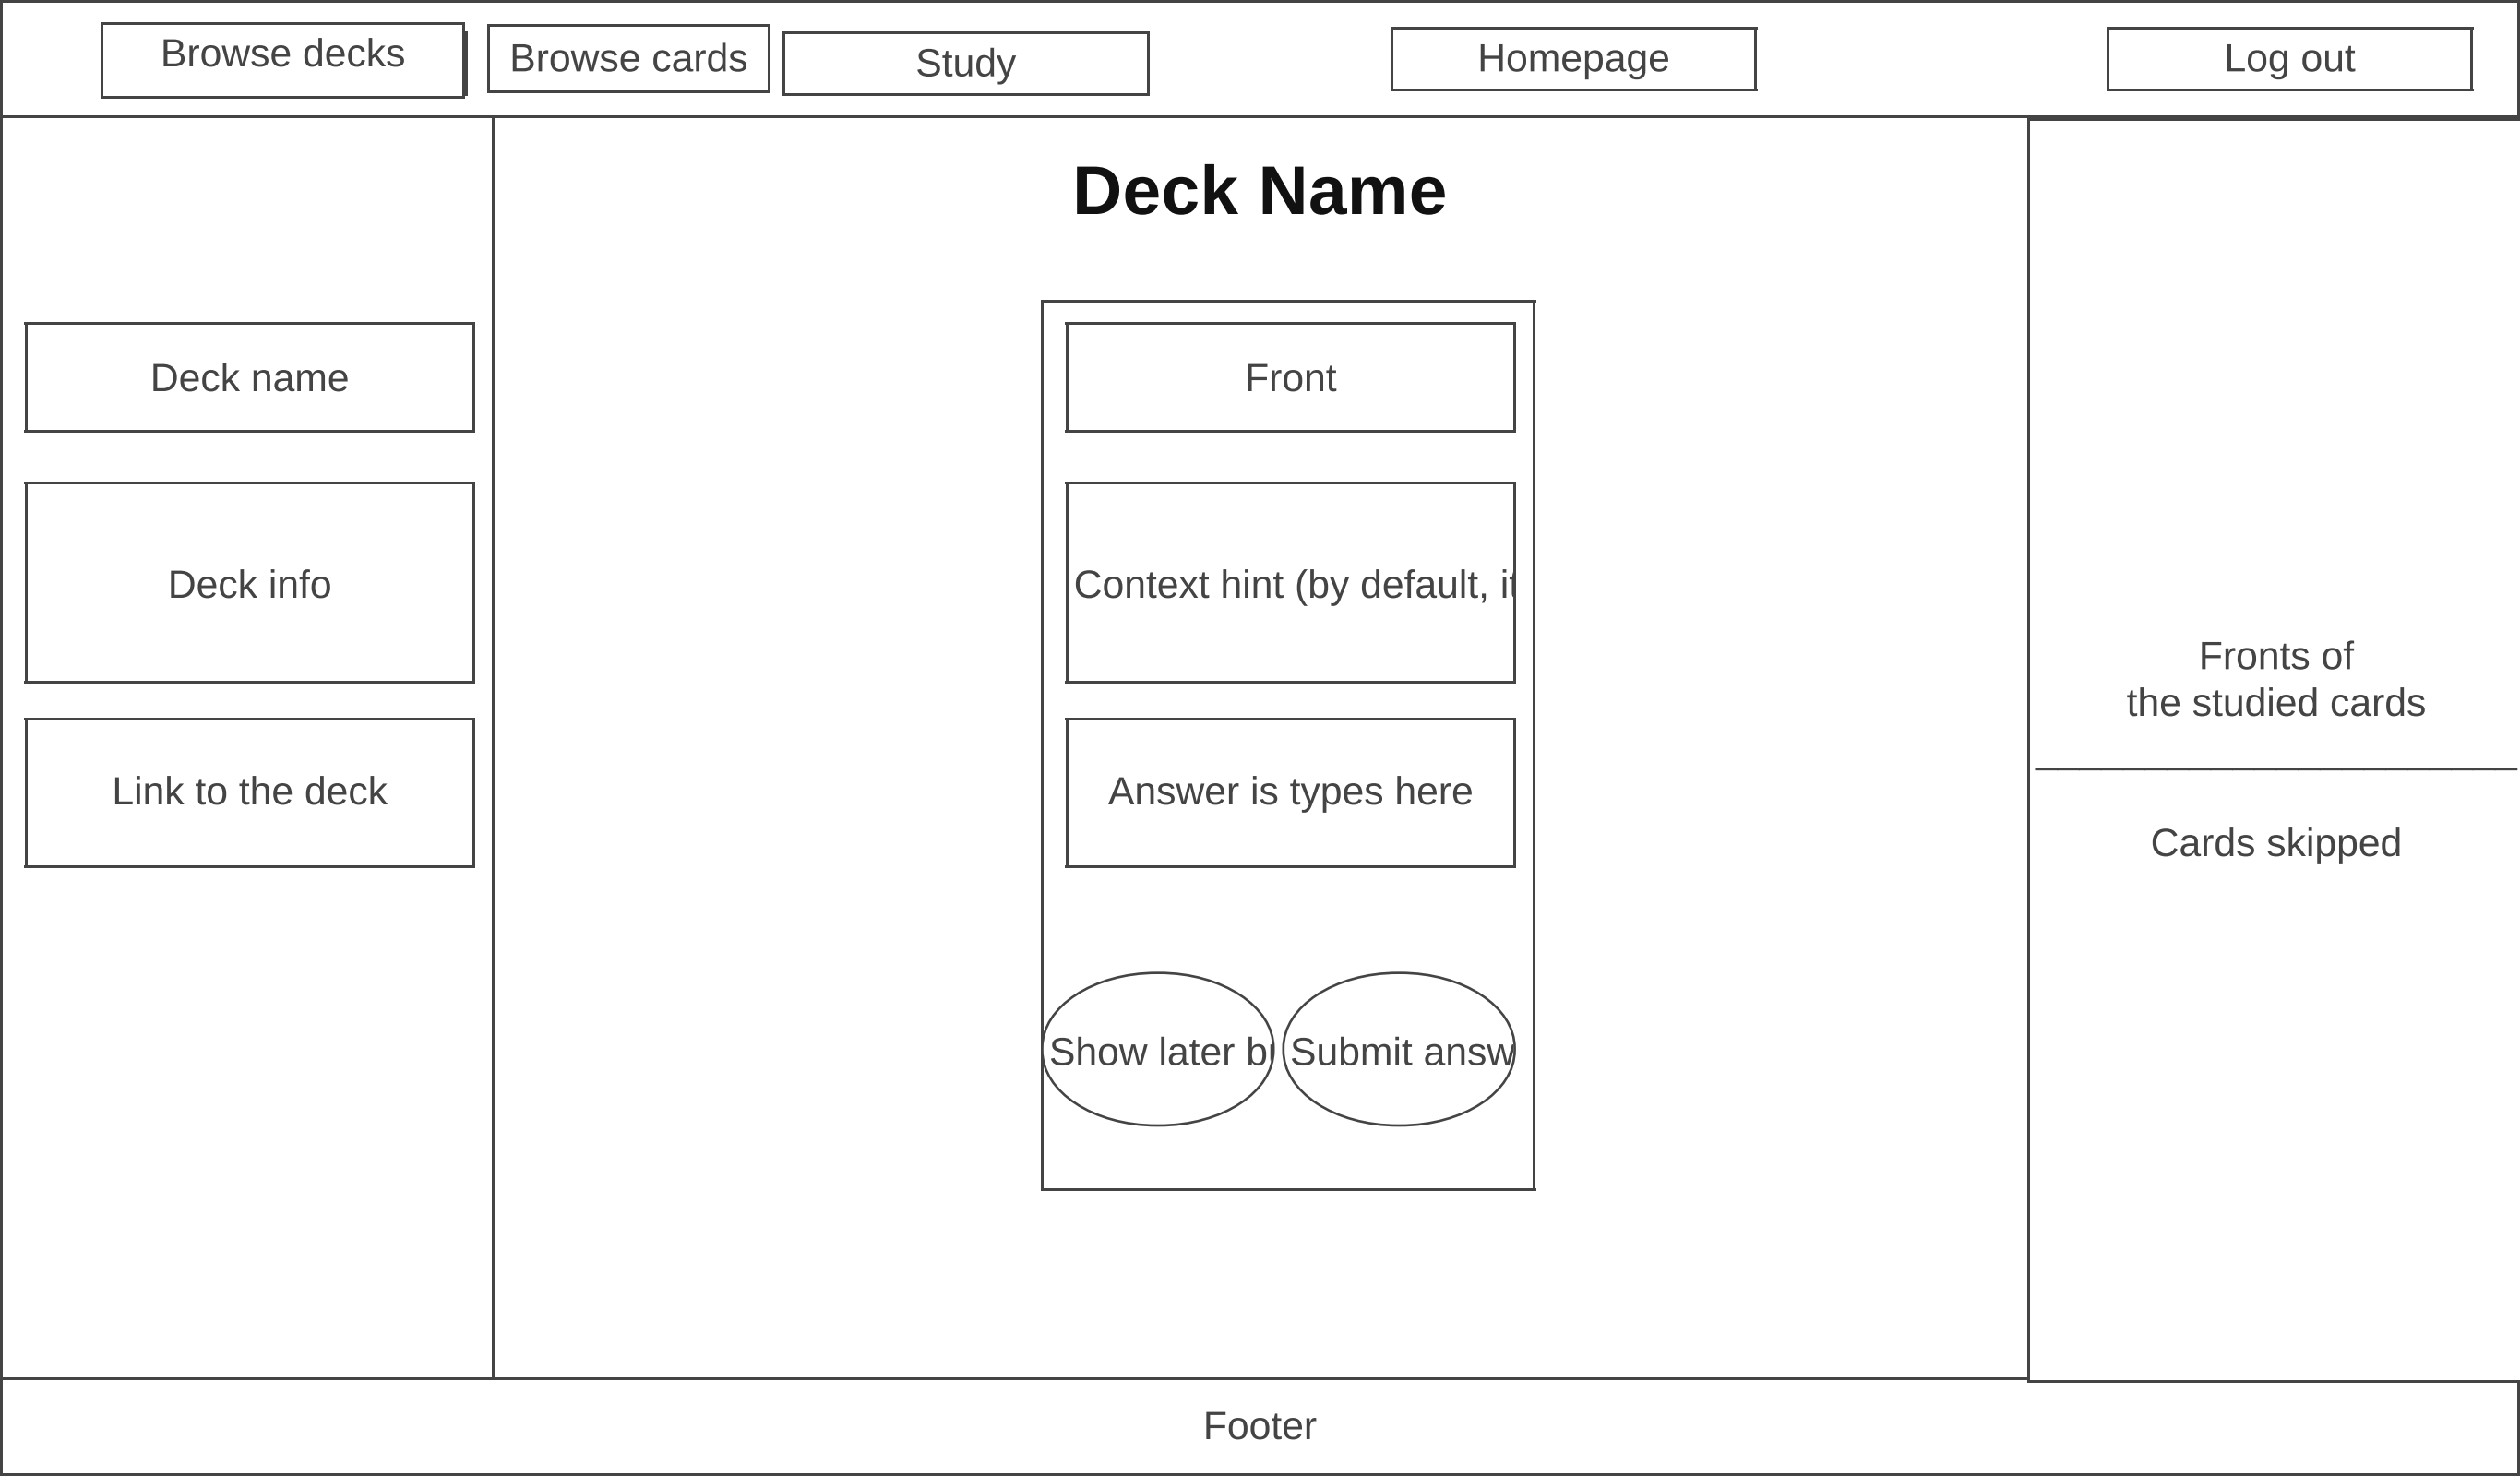 Browse decks
Browse cards
Study
Homepage
Log out
Deck Name
Deck name
Front
Deck info
Context hint (by default, it
Link to the deck
Answer is types here
Fronts of
the studied cards
Cards skipped
Show later
Submit answ
Footer